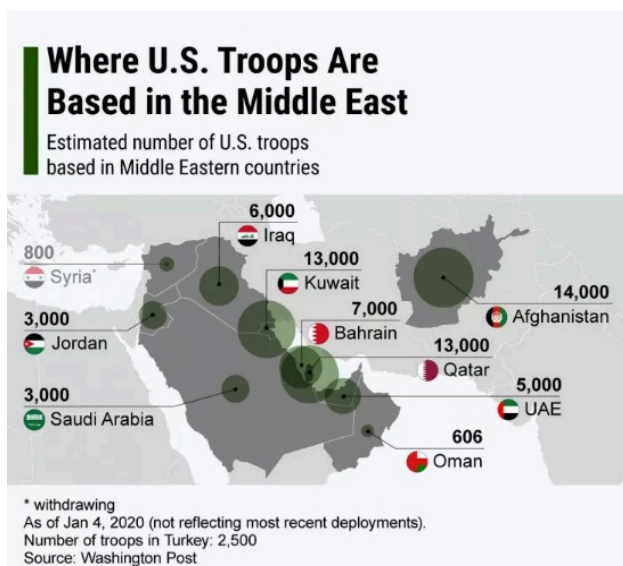 Where U.S. Troops Are
Based in the Middle East
Estimated number of U.S. troops
based in Middle Eastern countries
6,000
Iraq
800
Syria*
13,000
Kuwait
7,000
Bahrain
14,000
Afghanistan
3,000
Jordan
13,000
Qatar
3,000
Saudi Arabia
5,000
UAE
606
Oman
* withdrawing
As of Jan 4, 2020 (not reflecting most recent deployments).
Number of troops in Turkey: 2,500
Source: Washington Post